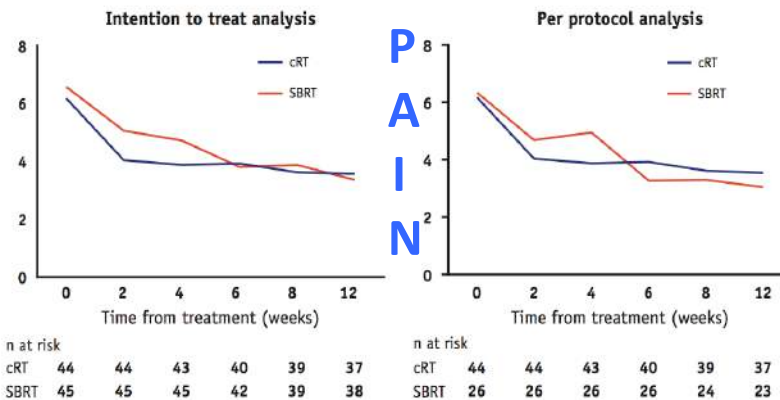 Intention to treat analysis
8
6
4
2
0
cRT
SBRT
0 2 4 6 8 12
Time from treatment (weeks)
n at risk
cRT 44 44 43 40 39 37
SBRT 45 45 45 42 39 38
P
A
I
N
Per protocol analysis
8
6
4
2
0
cRT
SBRT
0 2 4 6 8 12
Time from treatment (weeks)
n at risk
cRT 44 44 43 40 39 37
SBRT 26 26 26 26 24 23